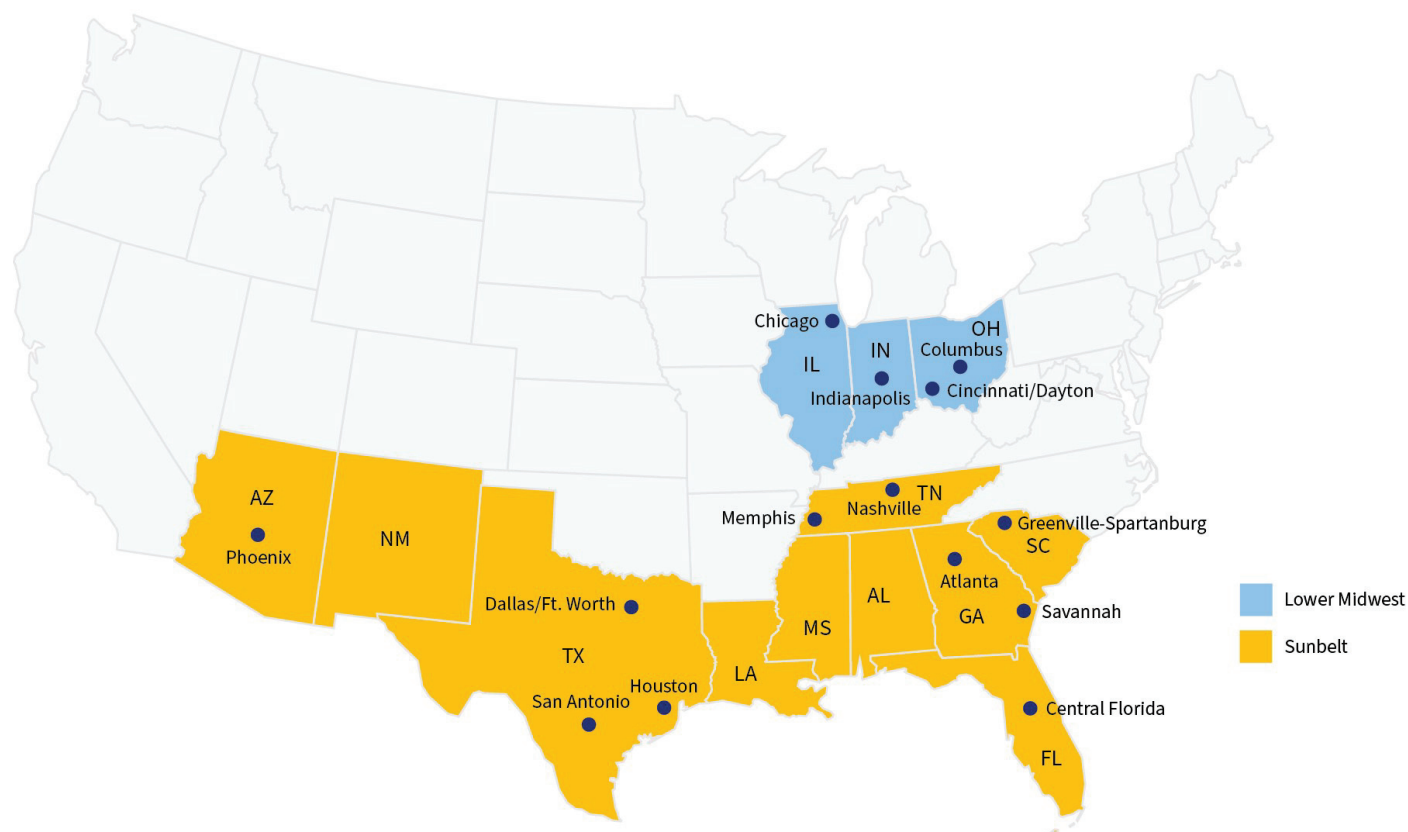 Chicago
OH
IN
Columbus
IL
Cincinnati/Dayton
Indianapolis
AZ
TN
Nashville
Memphis
Greenville-Spartanburg
NM
SC
Phoenix
Atlanta
AL
Lower Midwest
Dallas/Ft. Worth
Savannah
GA
MS
Sunbelt
TX
LA
Houston
San Antonio
Central Florida
FL